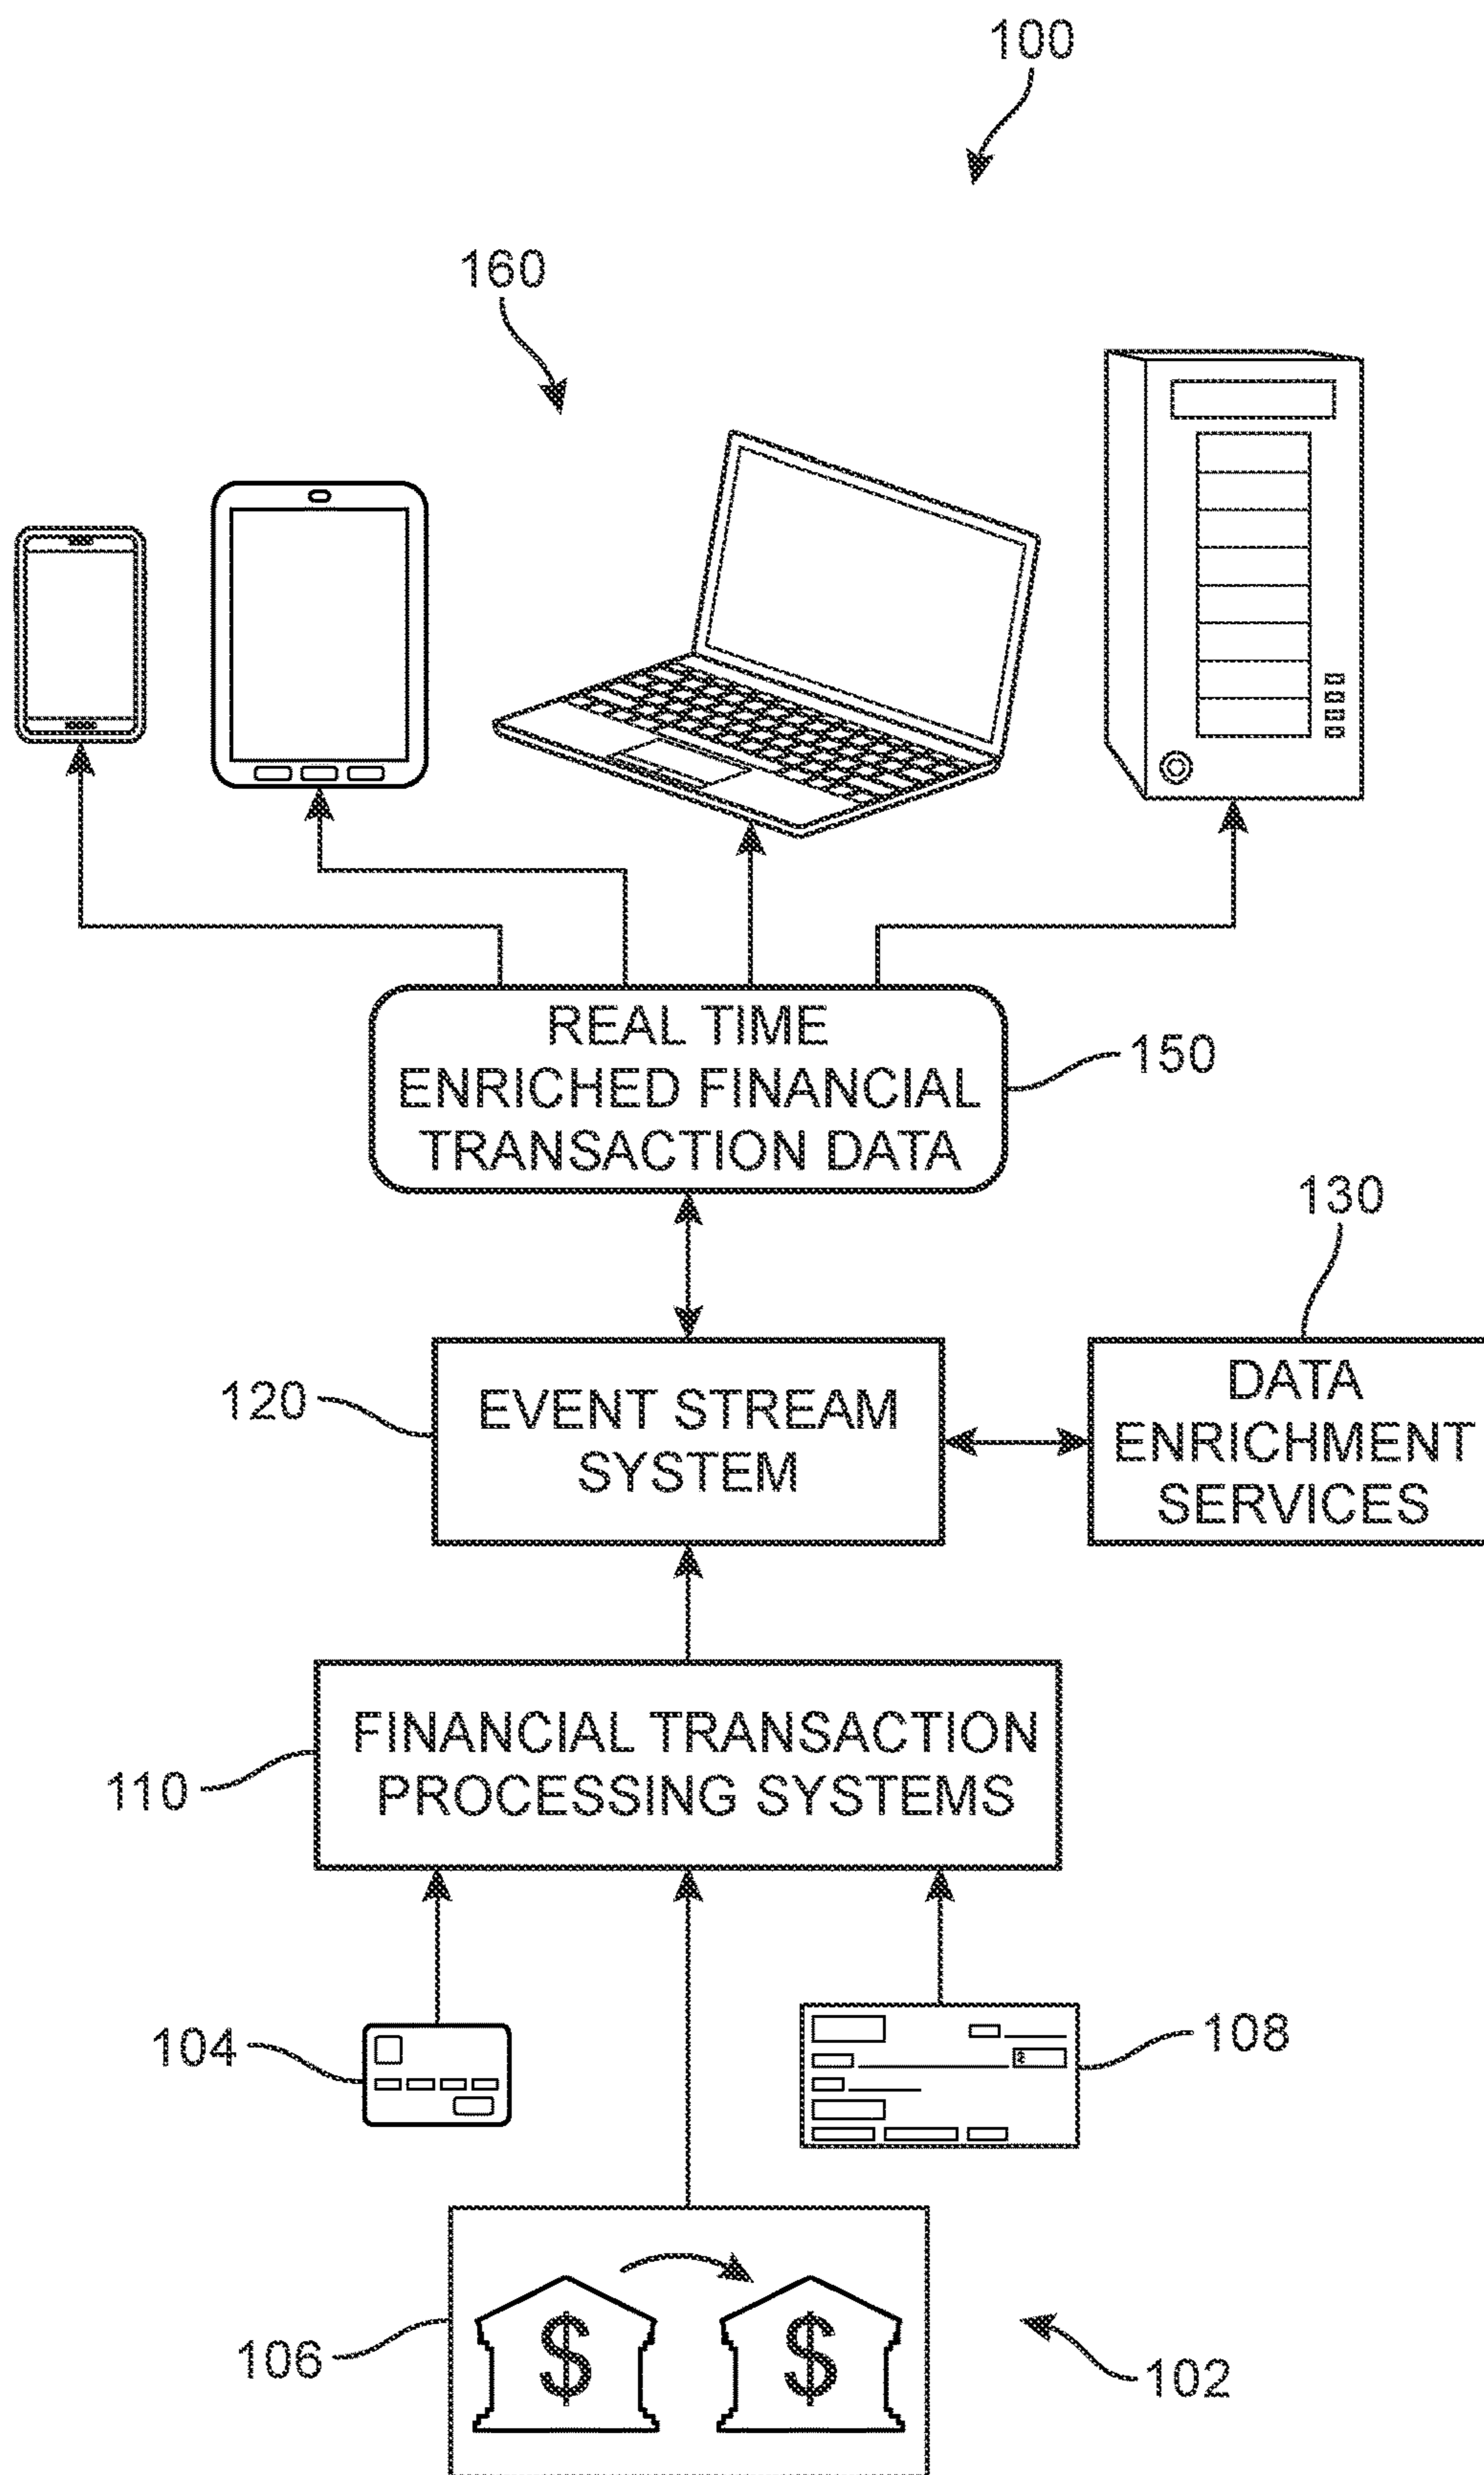 100
160
REAL TIME
ENRICHED FINANCIAL
TRANSACTION DATA
150
130
120
EVENT STREAM
SYSTEM
DATA
ENRICHMENT
SERVICES
110
FINANCIAL TRANSACTION
PROCESSING SYSTEMS
104
108
$
106
$
$
102